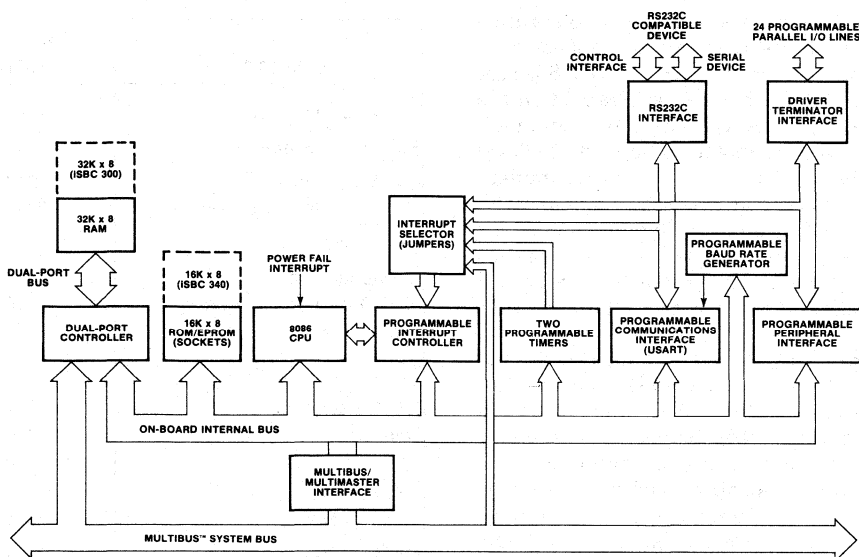 RS232C
COMPATIBLE
DEVICE
24 PROGRAMMABLE
PARALLEL I/O LINES
CONTROL
INTERFACE
SERIAL
DEVICE
RS232C
INTERFACE
DRIVER
TERMINATOR
INTERFACE
32K x 8
(ISBC 300)
32K x 8
RAM
INTERRUPT
SELECTOR
(JUMPERS)
PROGRAMMABLE
BAUD RATE
GENERATOR
DUAL-PORT
BUS
16K x 8
(ISBC 340)
POWER FAIL
INTERRUPT
DUAL-PORT
CONTROLLER
16K x 8
ROM/EPROM
(SOCKETS)
8086
CPU
PROGRAMMABLE
INTERRUPT
CONTROLLER
TWO
PROGRAMMABLE
TIMERS
PROGRAMMABLE
COMMUNICATIONS
INTERFACE
(USART)
PROGRAMMABLE
PERIPHERAL
INTERFACE
ON-BOARD INTERNAL BUS
MULTIBUS/
MULTIMASTER
INTERFACE
MULTIBUS™ SYSTEM BUS